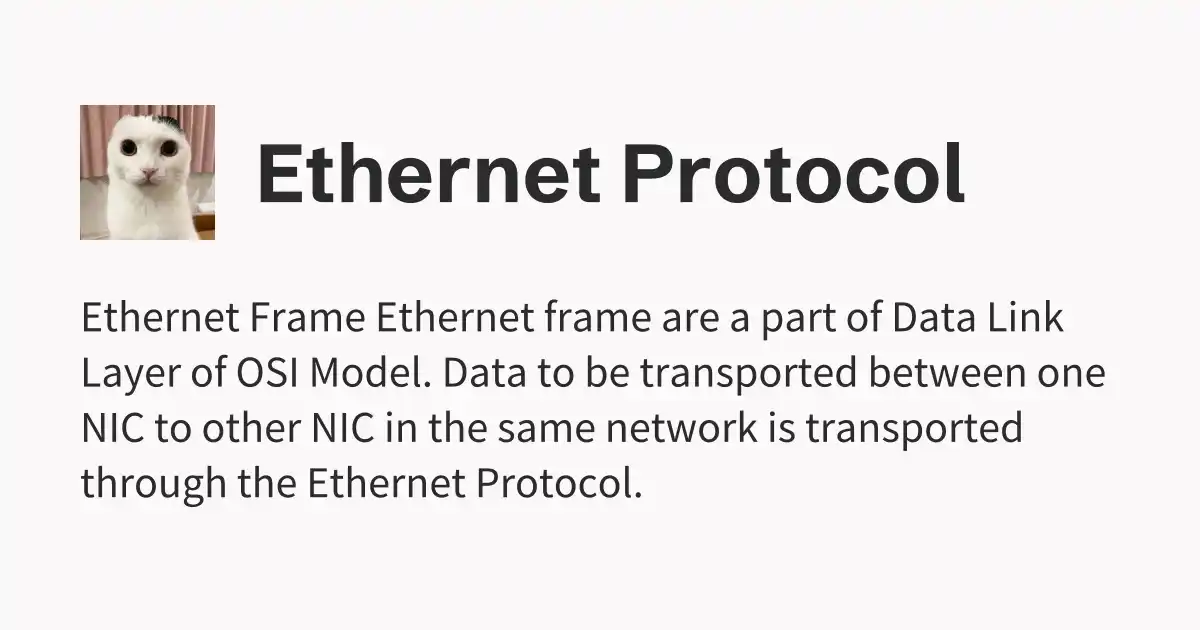 Ethernet Protocol
Ethernet Frame Ethernet frame are a part of Data Link
Layer of OSI Model. Data to be transported between one
NIC to other NIC in the same network is transported
through the Ethernet Protocol.